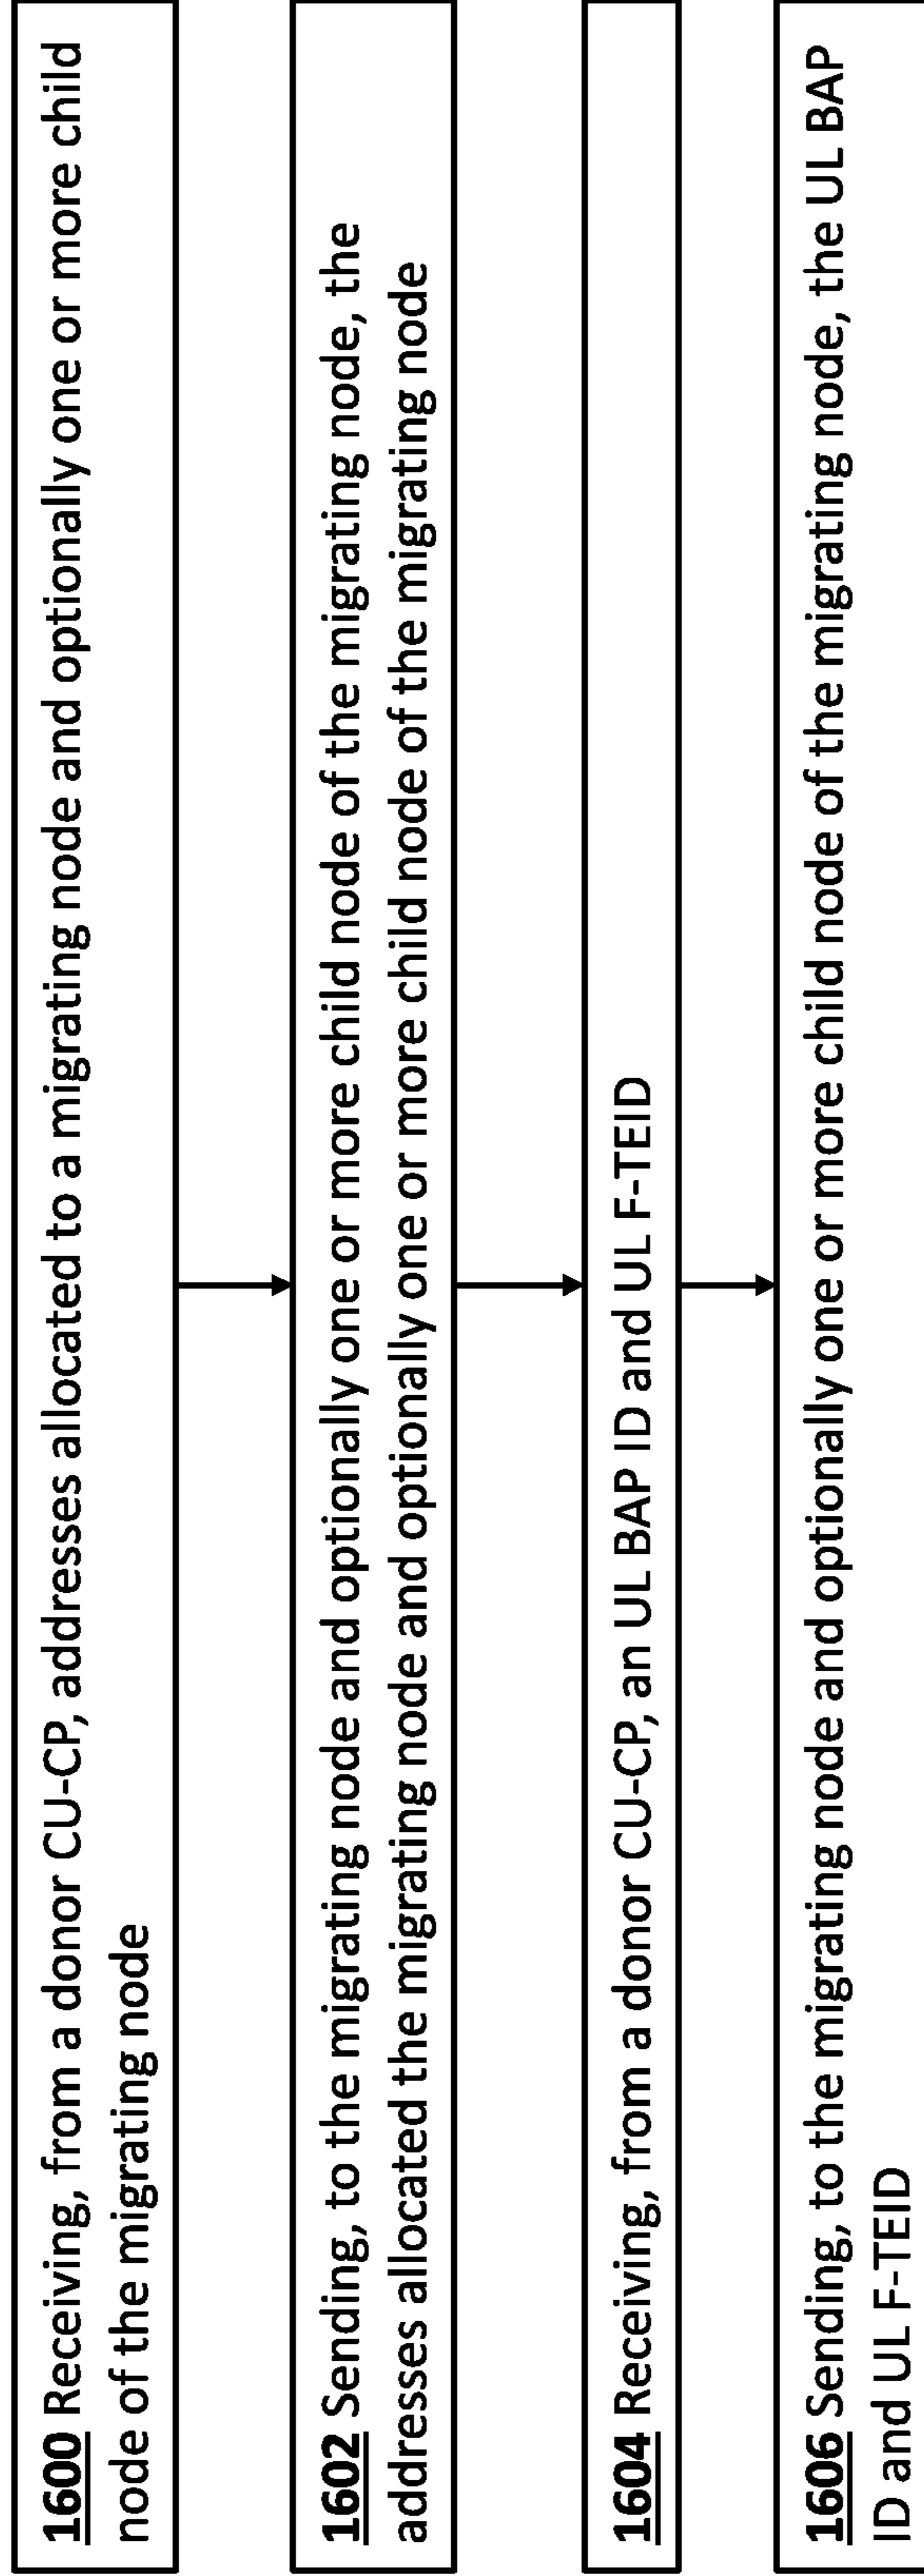 1600 Receiving, from a donor CU-CP, addresses allocated to a migrating node and optionally one or more child
node of the migrating node
1602 Sending, to the migrating node and optionally one or more child node of the migrating node, the
addresses allocated the migrating node and optionally one or more child node of the migrating node
1604 Receiving, from a donor CU-CP, an UL BAP ID and UL F-TEID
1606 Sending, to the migrating node and optionally one or more child node of the migrating node, the UL BAP
ID and UL F-TEID